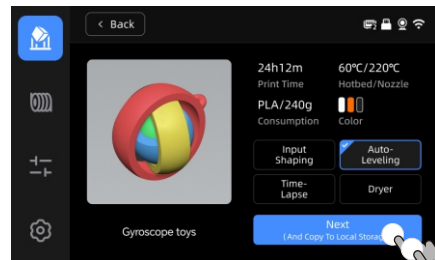 < Back
24h12m
60℃/220℃
Print Time
Hotbed/Nozzle
PLA/240g
Consumption
Color
Input
Shaping
Auto-
Leveling
Time-
Lapse
Dryer
Gyroscope toys
Next
(And Copy To Local